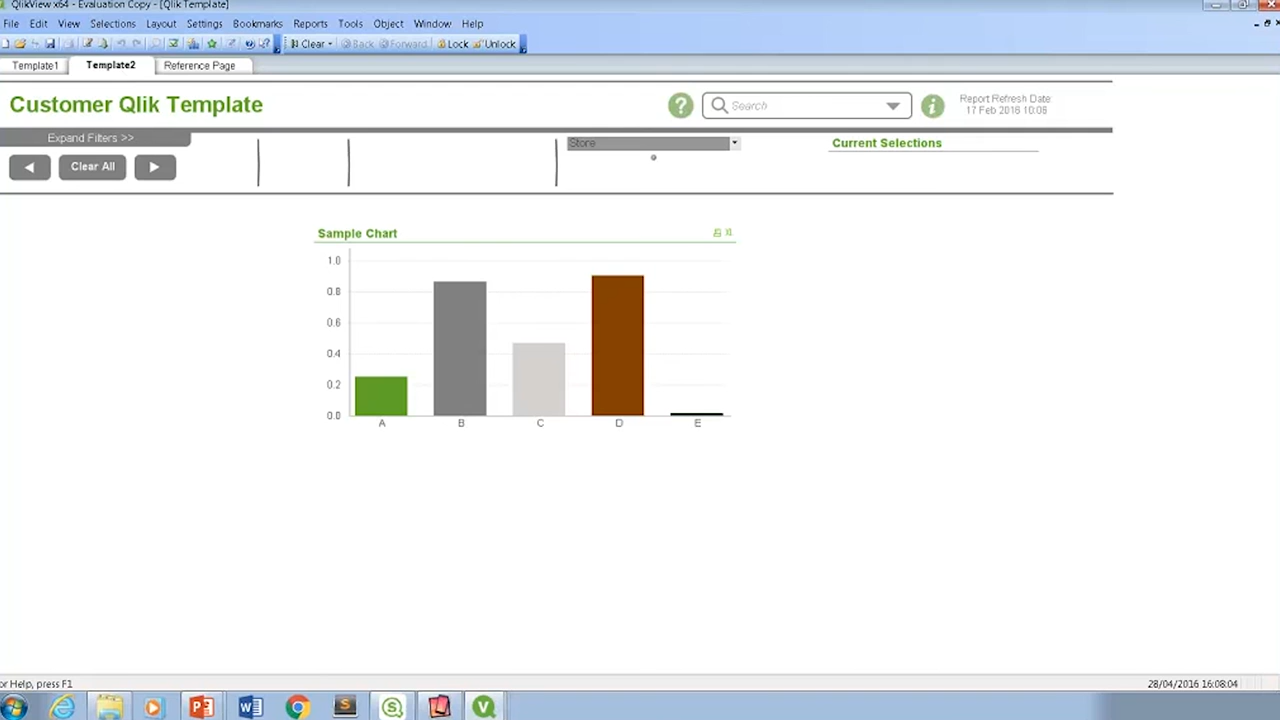 QlikView x64 - Evaluation Copy - [Qlik Template]
File Edit View Selections Layout Settings Bookmarks Reports Tools Object Window Help
Clear Back Forward Lock Unlock
Template1 Template2 Reference Page
Customer Qlik Template
? Search i
Report Refresh Date:
17 Feb 2016 10:08
Expand Filters >>
Clear All
Store
Current Selections
Sample Chart XL
1.0
0.8
0.6
0.4
0.2
0.0
A B C D E
or Help, press F1
28/04/2016 16:08:04